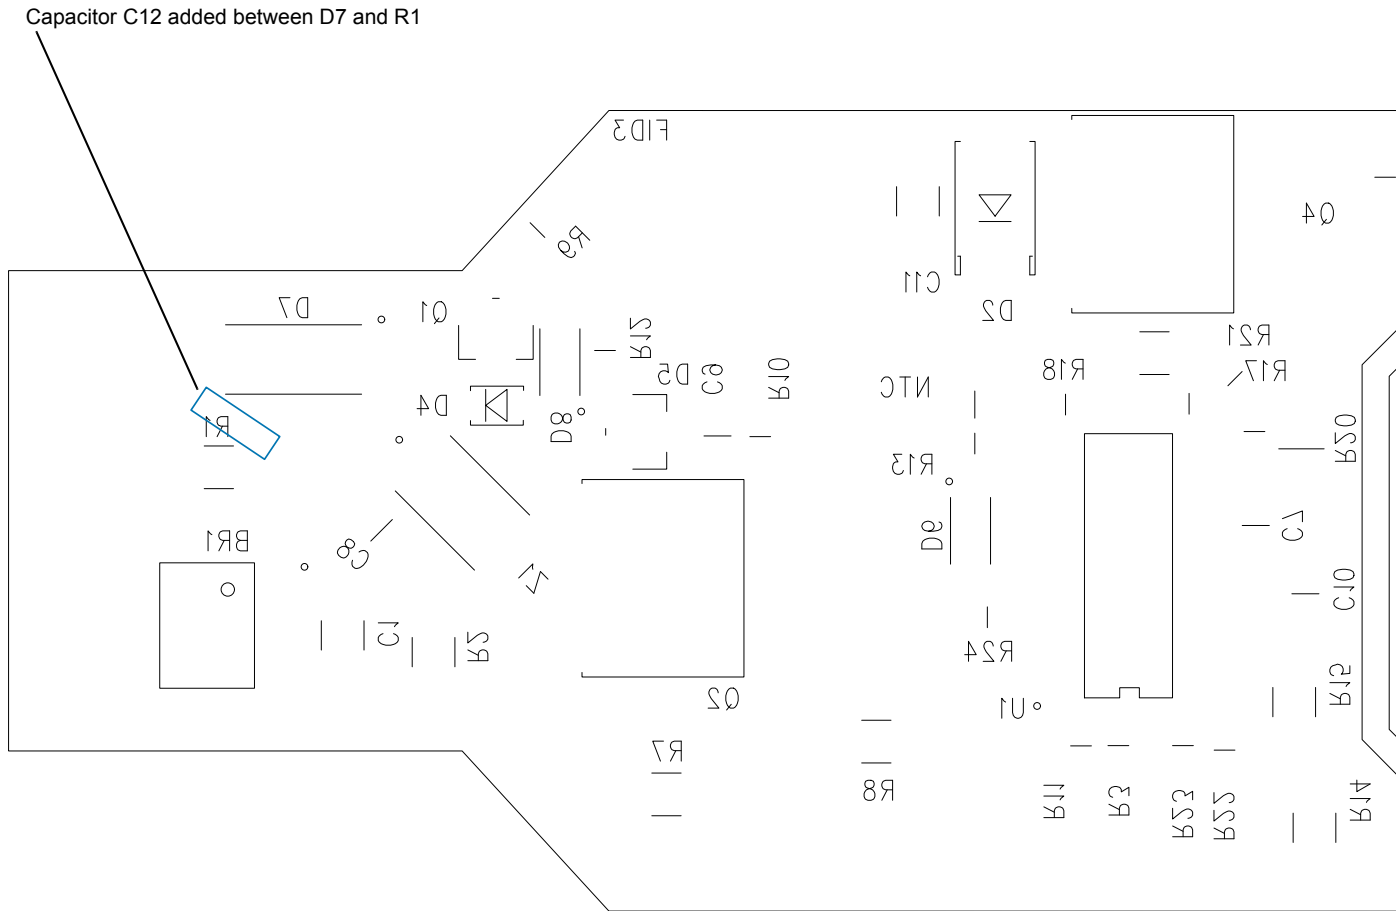 Capacitor C12 added between D7 and R1
FID3
Q4
R9
C11
D7
Q1
D2
R12
R21
D5
C9
R10
NTC
R18
R17
D4
R1
D8
R20
R13
BR1
C8
D6
C7
Z1
C10
C1
R2
R24
R15
Q2
U1
R7
R8
R11
R3
R23
R22
R14